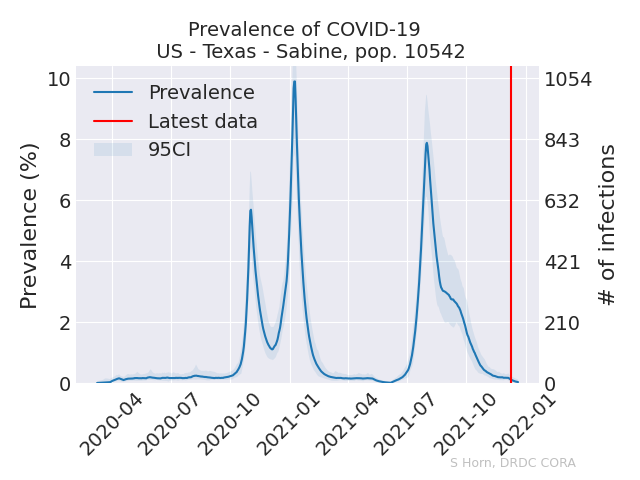 Prevalence of COVID-19
US - Texas - Sabine, pop. 10542
Prevalence
Latest data
95CI
Prevalence (%)
10
8
6
4
2
0
1054
843
632
421
210
0
# of infections
2020-04
2020-07
2020-10
2021-01
2021-04
2021-07
2021-10
2022-01
S Horn, DRDC CORA